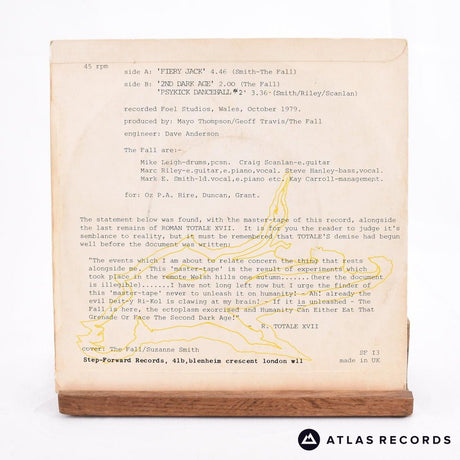 45 rpm
side A: 'FIERY JACK' 4.46 (Smith-The Fall)
side B: '2ND DARK AGE' 2.00 (The Fall)
'PSYKICK DANCEHALL #2' 3.36 (Smith/Riley/Scanlan)
recorded Foel Studios, Wales, October 1979.
produced by: Mayo Thompson/Geoff Travis/The Fall
engineer: Dave Anderson
The Fall are:-
Mike Leigh-drums,pcsn. Craig Scanlan-e.guitar
Marc Riley-e.guitar,e.piano,vocal. Steve Hanley-bass,vocal.
Mark E. Smith-ld.vocal,e.piano etc. Kay Carroll-management.
for: Oz P.A. Hire, Duncan, Grant.
The statement below was found, with the master-tape of this record, alongside
the last remains of ROMAN TOTALE XVII. It is for you the reader to judge it's
semblance to reality, but it must be remembered that TOTALE'S demise had begun
well before the document was written:
"The events which I am about to relate concern the thing that rests
alongside me. This 'master-tape' is the result of experiments which
took place in the remote Welsh hills one autumn.......(here the document
is illegible).......I have not long left now but I urge the finder of
this 'master-tape' never to unleash it on humanity! - Ah! already the
evil Deity Ri-Kol is clawing at my brain! - If it is unleashed - The
Fall is here, the ectoplasm exorcised and Humanity Can Either Eat That
Grenade Or Face The Second Dark Age!"
R. TOTALE XVII
cover: The Fall/Suzanne Smith
SF 13
Step-Forward Records, 41b,blenheim crescent london w11
made in UK
ATLAS RECORDS